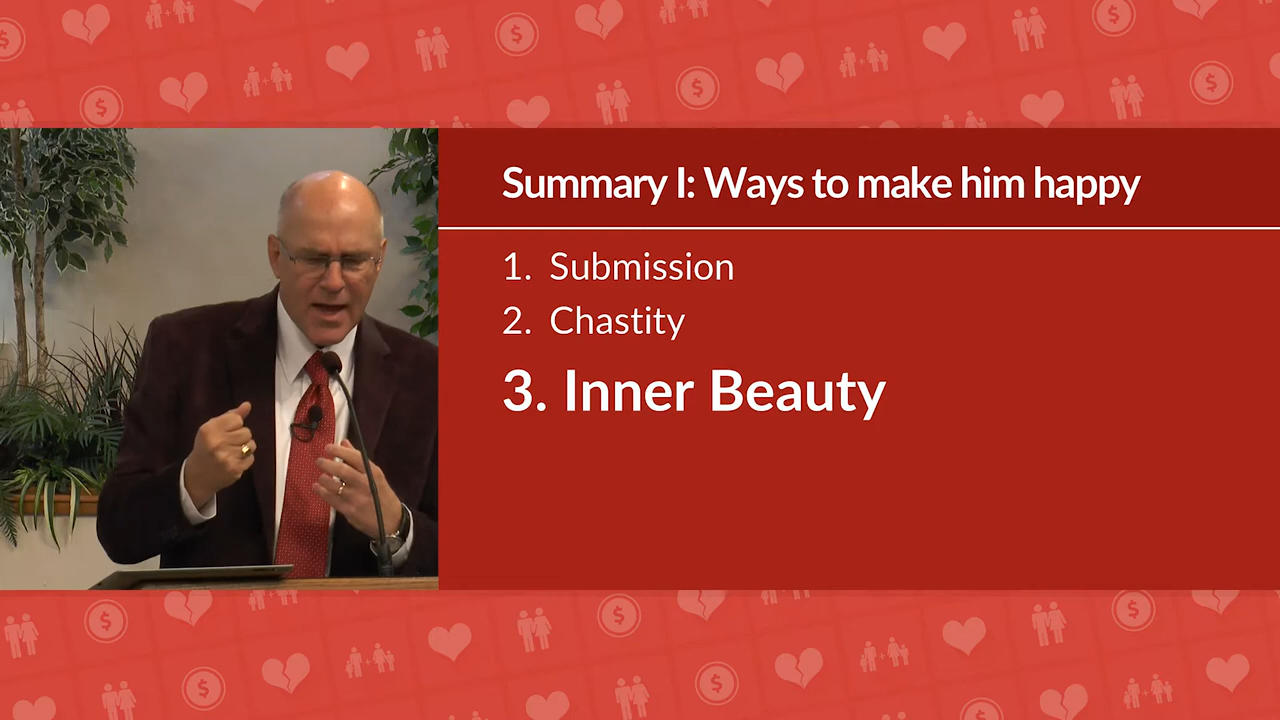 Summary I: Ways to make him happy
1. Submission
2. Chastity
3. Inner Beauty